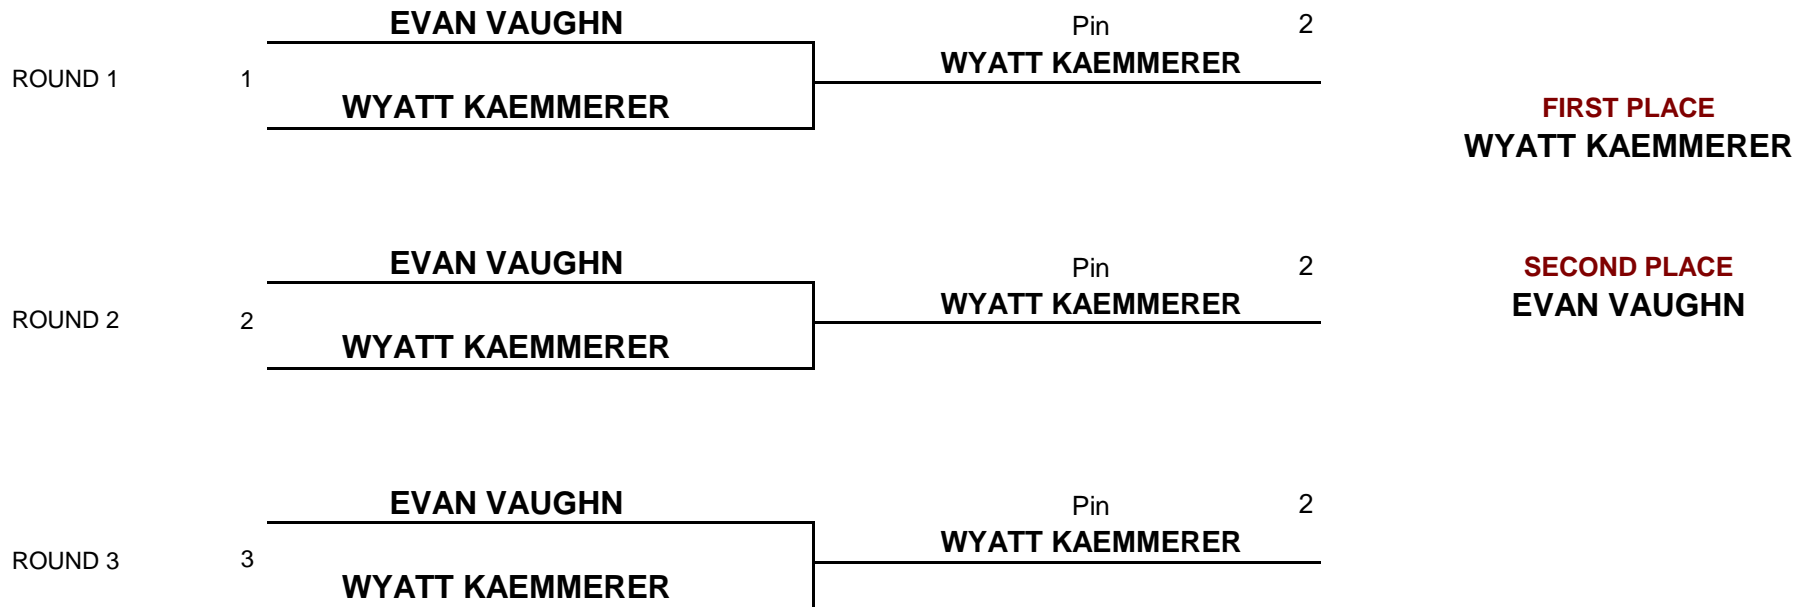 EVAN VAUGHN
Pin 2
WYATT KAEMMERER
ROUND 1 1
WYATT KAEMMERER
FIRST PLACE
WYATT KAEMMERER
EVAN VAUGHN
Pin 2
SECOND PLACE
WYATT KAEMMERER
EVAN VAUGHN
ROUND 2 2
WYATT KAEMMERER
EVAN VAUGHN
Pin 2
WYATT KAEMMERER
ROUND 3 3
WYATT KAEMMERER